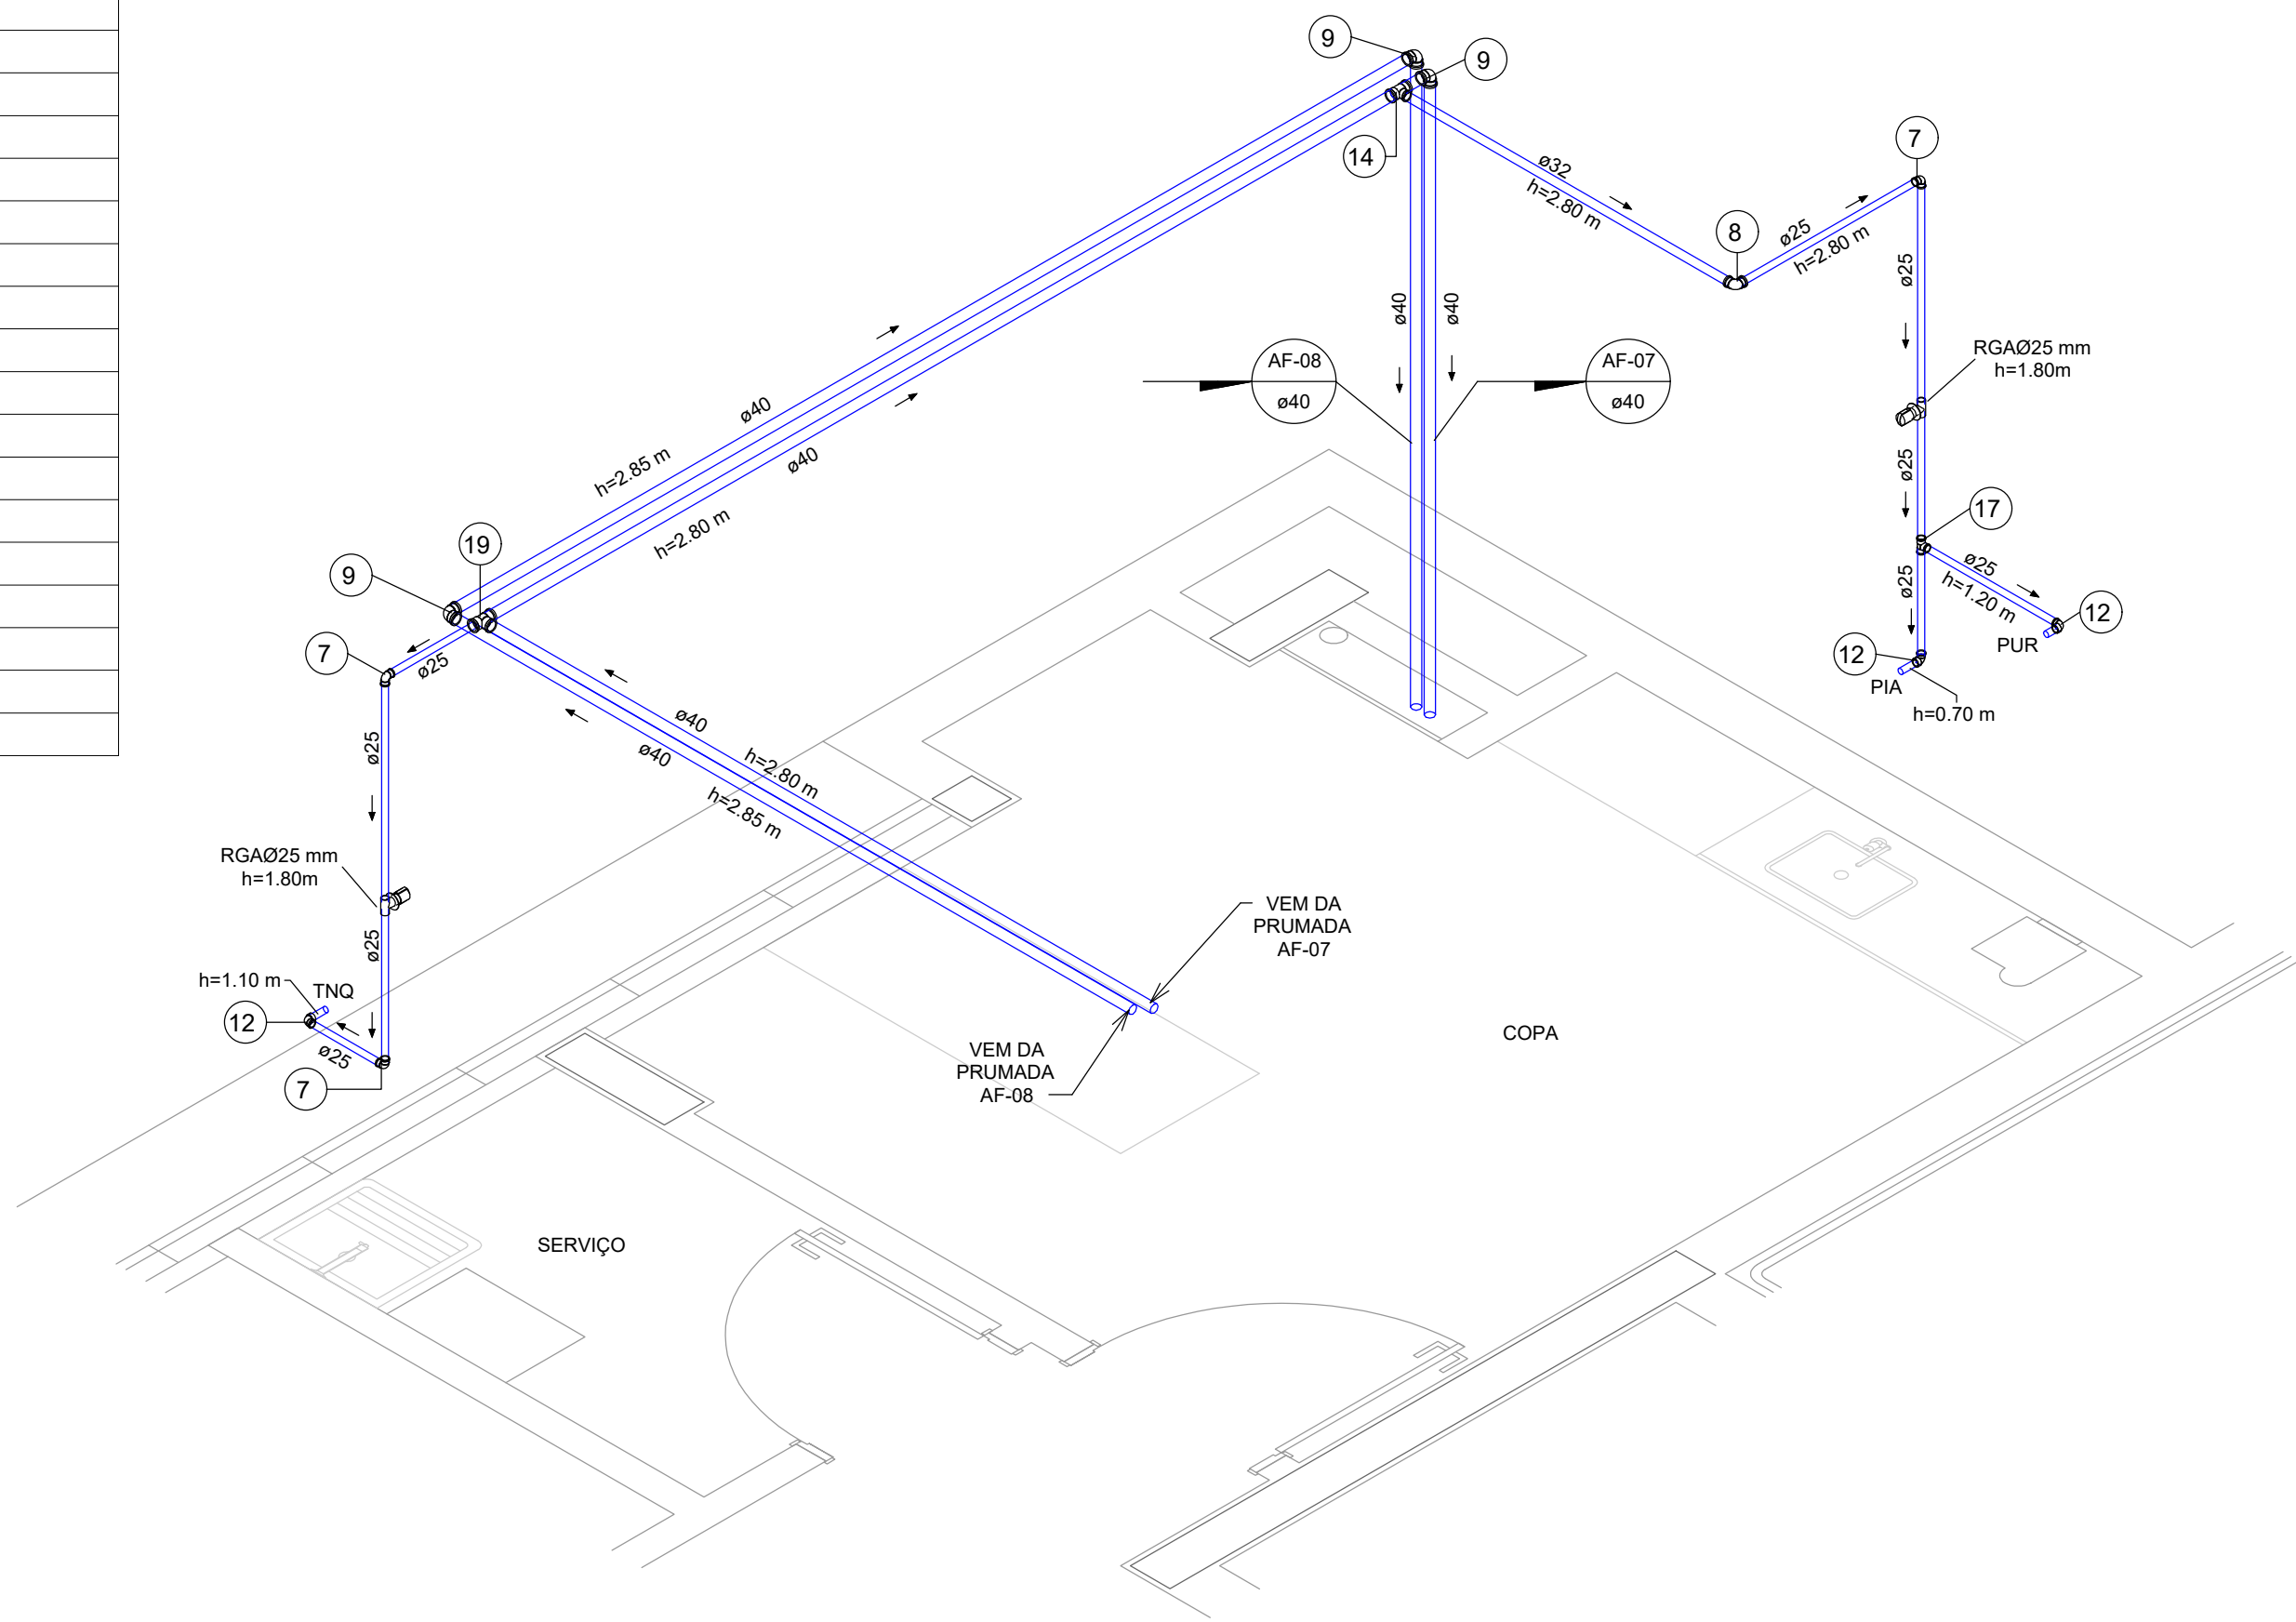 9
9
7
14
ø32
h=2.80 m
8
ø25
h=2.80 m
ø25
ø40
ø40
AF-08
ø40
AF-07
ø40
RGAØ25 mm
h=1.80m
ø40
ø40
h=2.85 m
h=2.80 m
ø25
17
ø25
h=1.20 m
ø25
12
PUR
12
PIA
h=0.70 m
19
9
7
ø25
ø25
ø40
ø40
h=2.80 m
h=2.85 m
RGAØ25 mm
h=1.80m
ø25
VEM DA
PRUMADA
AF-07
h=1.10 m
TNQ
12
ø25
7
VEM DA
PRUMADA
AF-08
COPA
SERVIÇO